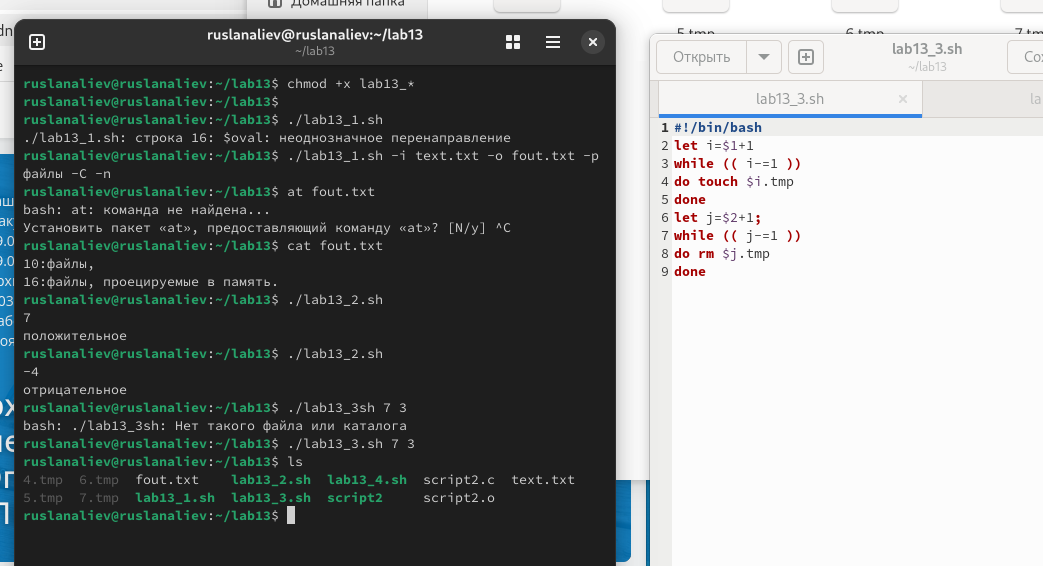 Домашняя папка
ruslanaliev@ruslanaliev:~/lab13
~/lab13
ruslanaliev@ruslanaliev:~/lab13$ chmod +x lab13_*
ruslanaliev@ruslanaliev:~/lab13$
ruslanaliev@ruslanaliev:~/lab13$ ./lab13_1.sh
./lab13_1.sh: строка 16: $oval: неоднозначное перенаправление
ruslanaliev@ruslanaliev:~/lab13$ ./lab13_1.sh -i text.txt -o fout.txt -p
файлы -C -n
ruslanaliev@ruslanaliev:~/lab13$ at fout.txt
bash: at: команда не найдена...
Установить пакет «at», предоставляющий команду «at»? [N/y] ^C
ruslanaliev@ruslanaliev:~/lab13$ cat fout.txt
10:файлы,
16:файлы, проецируемые в память.
ruslanaliev@ruslanaliev:~/lab13$ ./lab13_2.sh
7
положительное
ruslanaliev@ruslanaliev:~/lab13$ ./lab13_2.sh
-4
отрицательное
ruslanaliev@ruslanaliev:~/lab13$ ./lab13_3sh 7 3
bash: ./lab13_3sh: Нет такого файла или каталога
ruslanaliev@ruslanaliev:~/lab13$ ./lab13_3.sh 7 3
ruslanaliev@ruslanaliev:~/lab13$ ls
4.tmp 6.tmp fout.txt lab13_2.sh lab13_4.sh script2.c text.txt
5.tmp 7.tmp lab13_1.sh lab13_3.sh script2 script2.o
ruslanaliev@ruslanaliev:~/lab13$
5.tmp 6.tmp 7.tmp
Открыть
lab13_3.sh
~/lab13
Со
lab13_3.sh × la
1 #!/bin/bash
2 let i=$1+1
3 while (( i-=1 ))
4 do touch $i.tmp
5 done
6 let j=$2+1;
7 while (( j-=1 ))
8 do rm $j.tmp
9 done